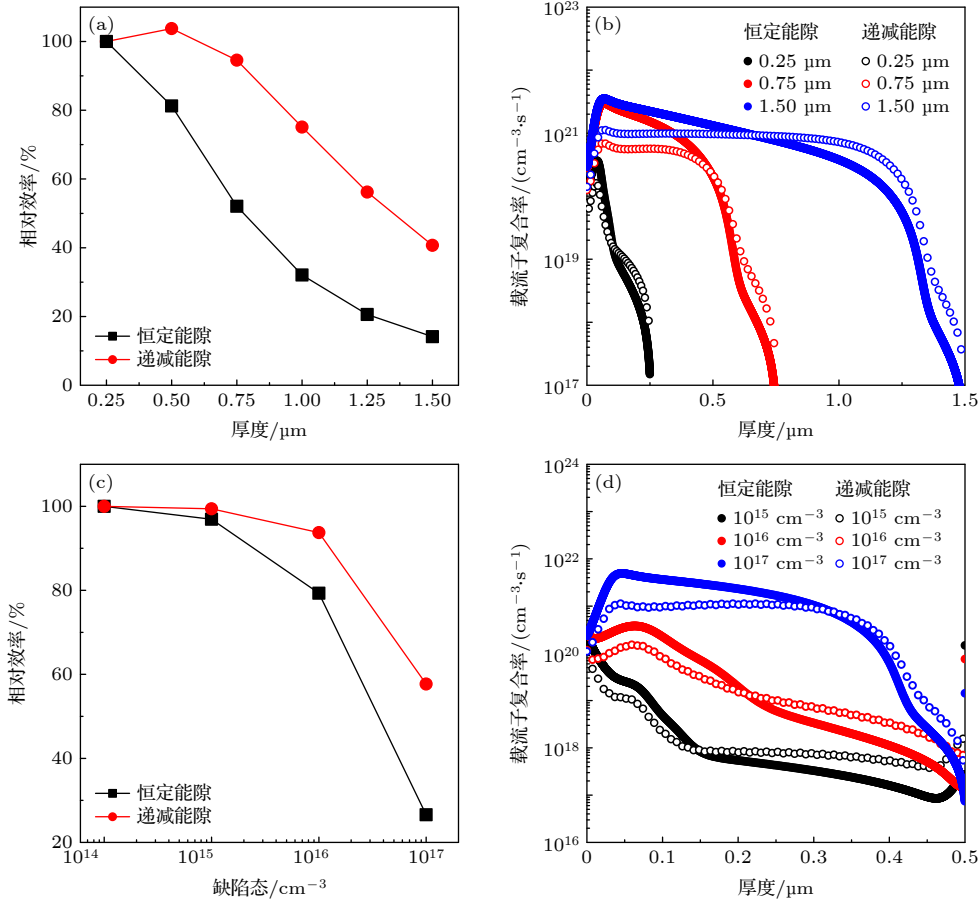 (a)
100
80
60
40
20
0
相对效率/%
恒定能隙
递减能隙
0.25 0.50 0.75 1.00 1.25 1.50
厚度/µm
(b)
10²³
10²¹
10¹⁹
10¹⁷
载流子复合率/(cm⁻³·s⁻¹)
恒定能隙 递减能隙
0.25 µm 0.25 µm
0.75 µm 0.75 µm
1.50 µm 1.50 µm
0 0.5 1.0 1.5
厚度/µm
(c)
100
80
60
40
20
相对效率/%
恒定能隙
递减能隙
10¹⁴ 10¹⁵ 10¹⁶ 10¹⁷
缺陷态/cm⁻³
(d)
10²⁴
10²²
10²⁰
10¹⁸
10¹⁶
载流子复合率/(cm⁻³·s⁻¹)
恒定能隙 递减能隙
10¹⁵ cm⁻³ 10¹⁵ cm⁻³
10¹⁶ cm⁻³ 10¹⁶ cm⁻³
10¹⁷ cm⁻³ 10¹⁷ cm⁻³
0 0.1 0.2 0.3 0.4 0.5
厚度/µm